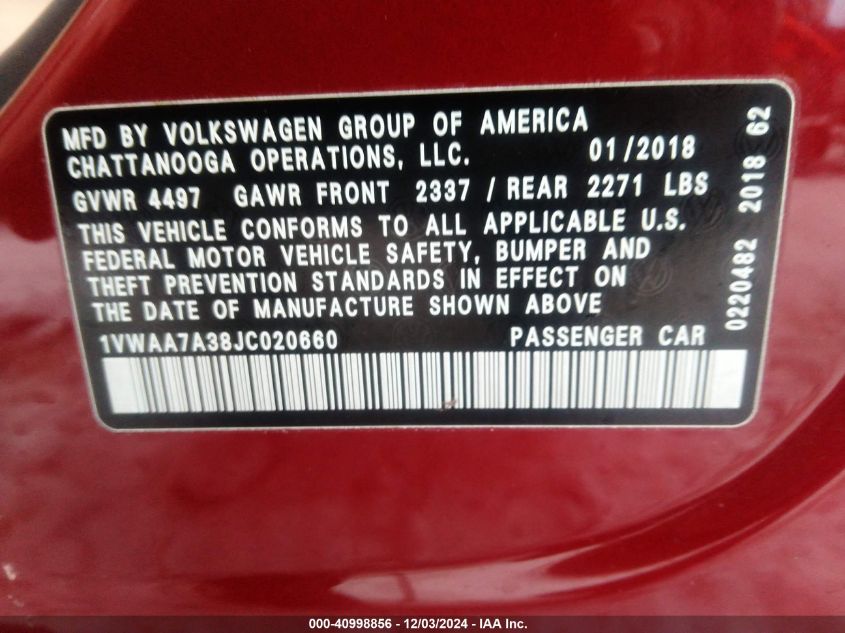 MFD BY VOLKSWAGEN GROUP OF AMERICA
CHATTANOOGA OPERATIONS, LLC. 01/2018
GVWR 4497 GAWR FRONT 2337 / REAR 2271 LBS
THIS VEHICLE CONFORMS TO ALL APPLICABLE U.S.
FEDERAL MOTOR VEHICLE SAFETY, BUMPER AND
THEFT PREVENTION STANDARDS IN EFFECT ON
THE DATE OF MANUFACTURE SHOWN ABOVE
1VWAA7A38JC020660 PASSENGER CAR
0220482 2018 62
000-40998856 - 12/03/2024 - IAA Inc.